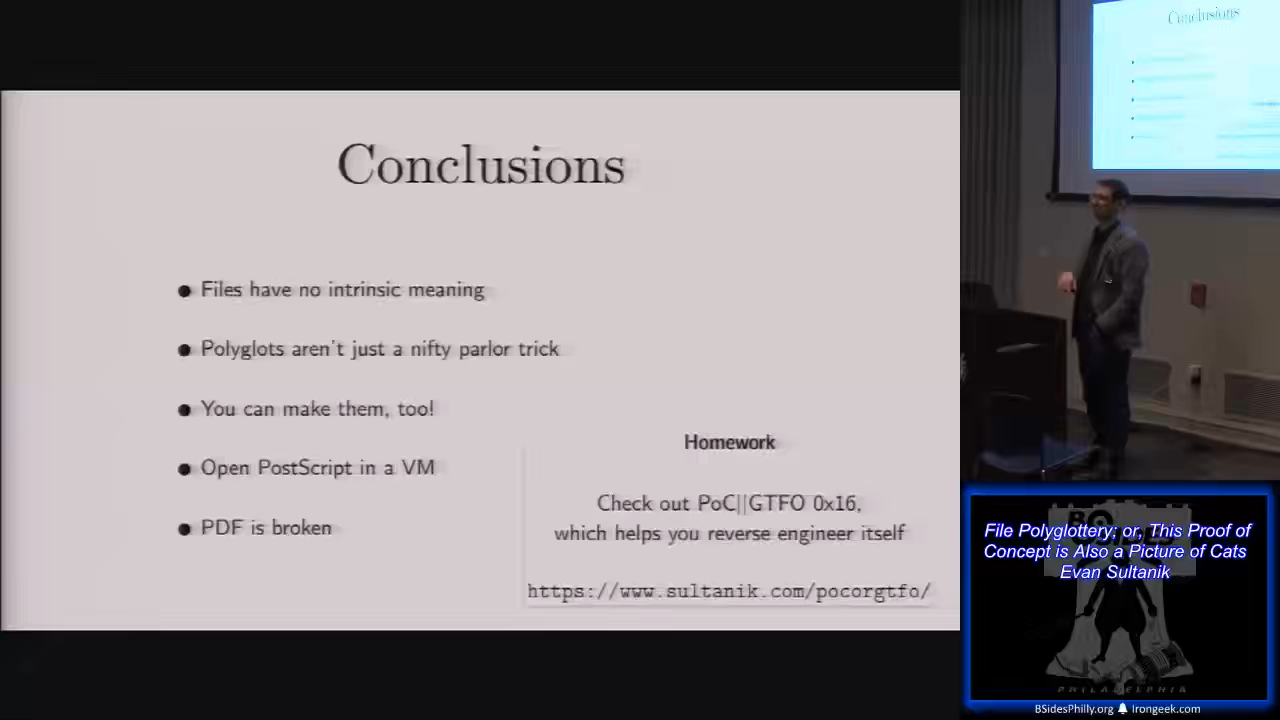 Conclusions
● Files have no intrinsic meaning
● Polyglots aren't just a nifty parlor trick
● You can make them, too!
● Open PostScript in a VM
● PDF is broken
Homework
Check out PoC||GTFO 0x16,
which helps you reverse engineer itself
https://www.sultanik.com/pocorgtfo/
Conclusions
File Polyglottery; or, This Proof of
Concept is Also a Picture of Cats
Evan Sultanik
PHILADELPHIA
BSidesPhilly.org
Irongeek.com